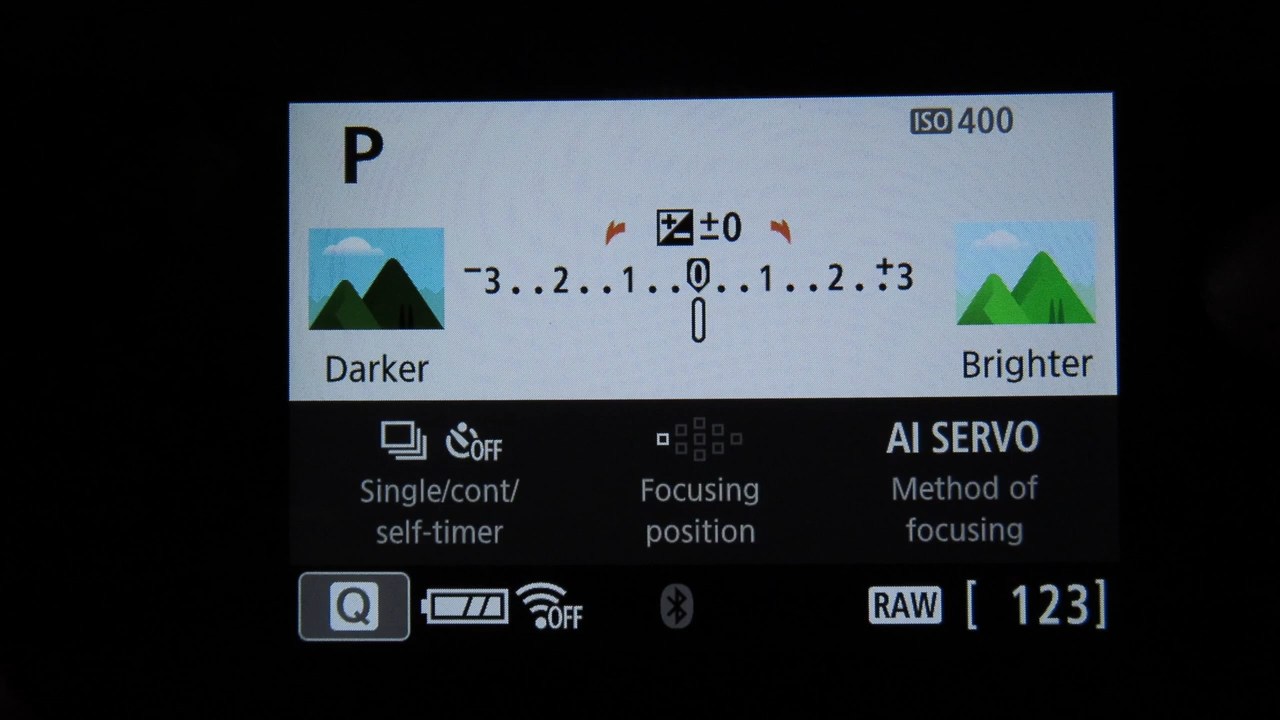 P
ISO 400
±0
-3..2..1..0..1..2..+3
Darker
Brighter
OFF
AI SERVO
Single/cont/
self-timer
Focusing
position
Method of
focusing
Q
OFF
RAW [ 123]